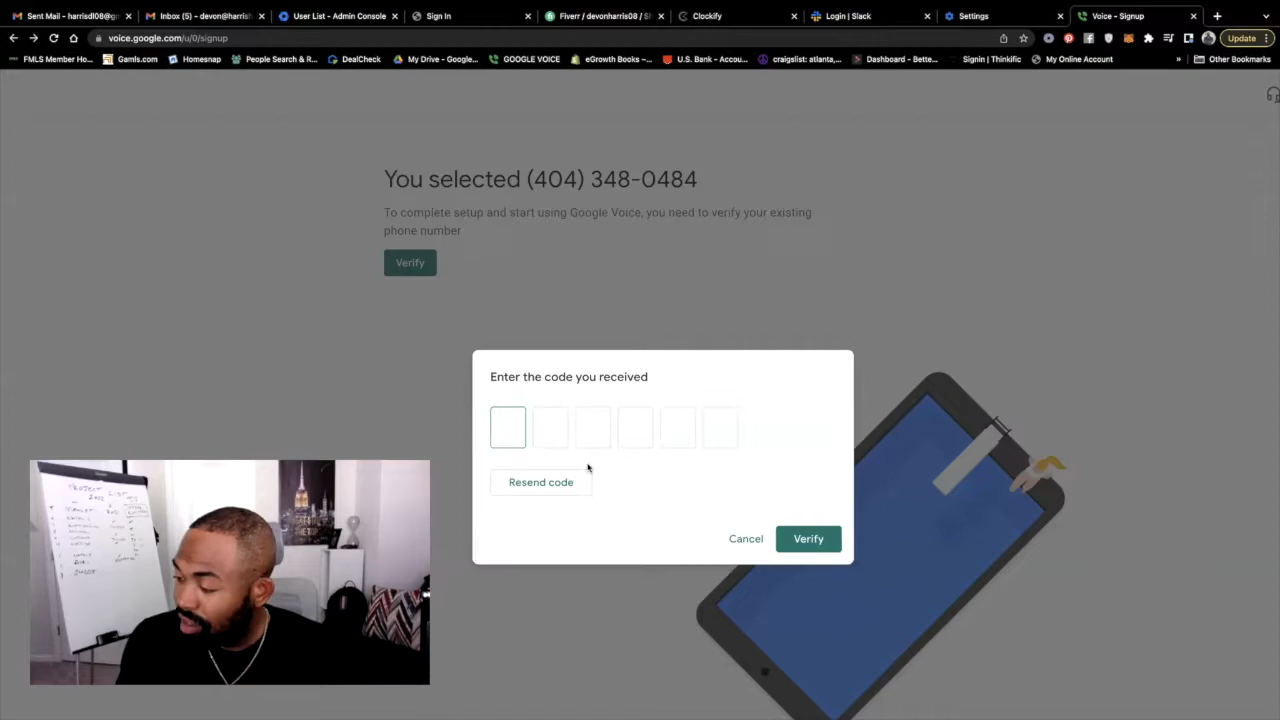 Sent Mail - harrisdl08@g
Inbox (5) - devon@harris
User List - Admin Console
Sign In
Fiverr / devonharris08 / S
Clockify
Login | Slack
Settings
Voice - Signup
voice.google.com/u/0/signup
Update
FMLS Member Ho...
Gamls.com
Homesnap
People Search & R...
DealCheck
My Drive - Google...
GOOGLE VOICE
eGrowth Books –...
U.S. Bank - Accou...
craigslist: atlanta,...
Dashboard - Bette...
Signin | Thinkific
My Online Account
»
Other Bookmarks
You selected (404) 348-0484
To complete setup and start using Google Voice, you need to verify your existing
phone number
Verify
Enter the code you received
Resend code
Cancel
Verify
PROJECT LIST
2022